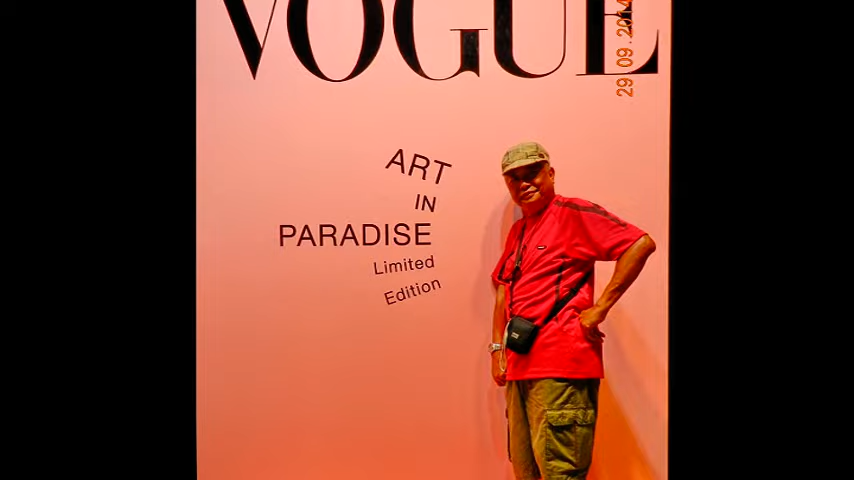 VOGUE
29.09.2014
ART
IN
PARADISE
Limited
Edition